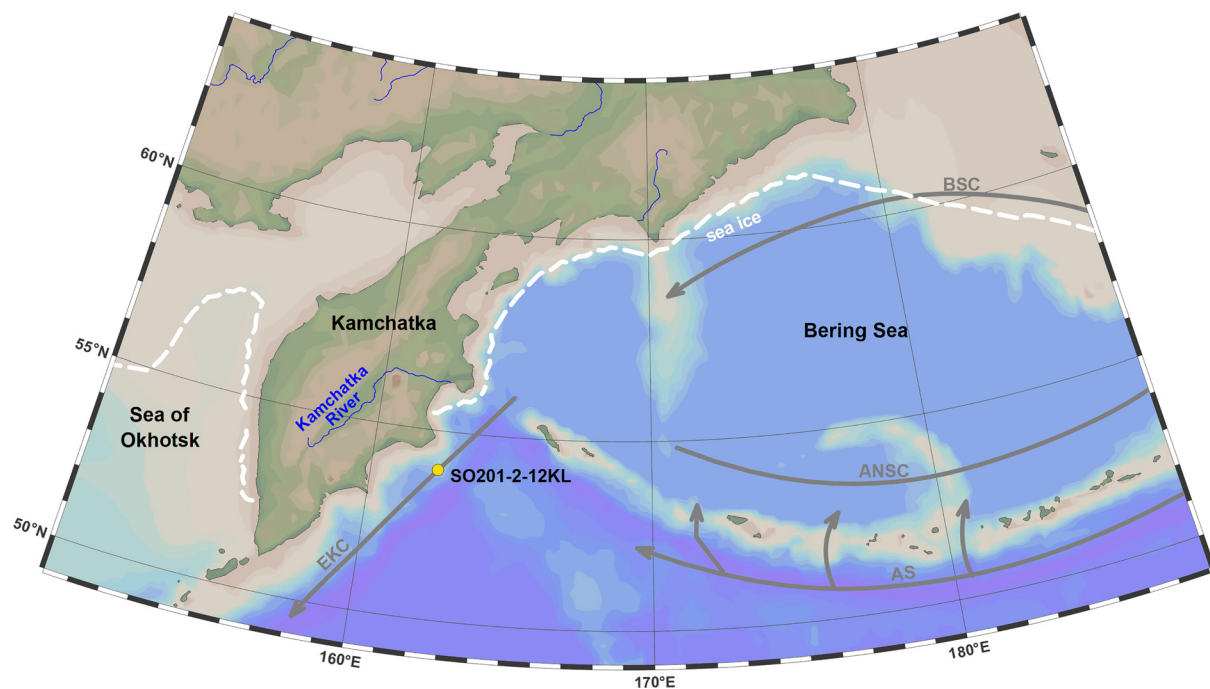 60°N
BSC
sea ice
Kamchatka
Bering Sea
55°N
Kamchatka
River
Sea of
Okhotsk
ANSC
SO201-2-12KL
50°N
EKC
AS
160°E
170°E
180°E